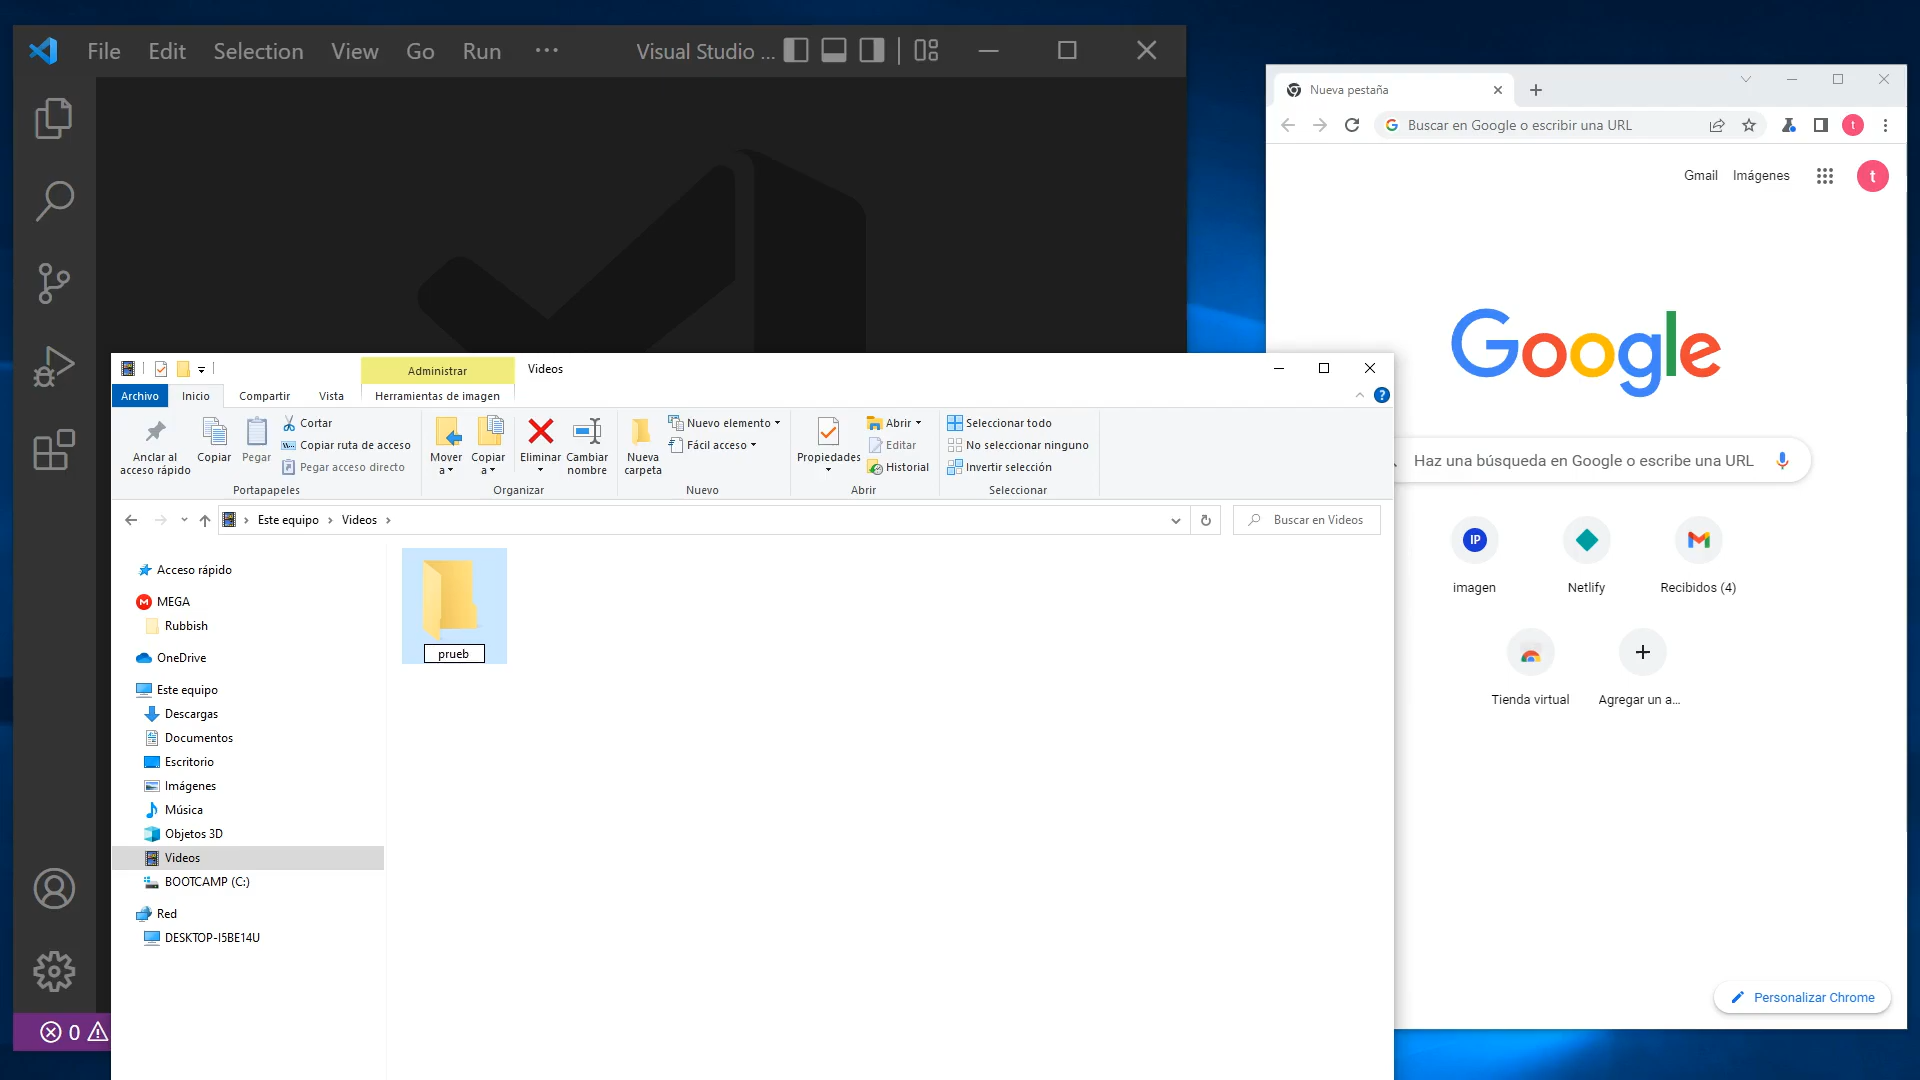 File Edit Selection View Go Run ··· Visual Studio ...
Nueva pestaña
Buscar en Google o escribir una URL
t
Gmail Imágenes
t
Google
Haz una búsqueda en Google o escribe una URL
IP
imagen Netlify Recibidos (4)
Tienda virtual Agregar un a...
Personalizar Chrome
Administrar Videos
Archivo Inicio Compartir Vista Herramientas de imagen
Anclar al acceso rápido
Copiar
Pegar
Cortar
Copiar ruta de acceso
Pegar acceso directo
Portapapeles
Mover a
Copiar a
Eliminar
Cambiar nombre
Organizar
Nueva carpeta
Nuevo elemento
Fácil acceso
Nuevo
Propiedades
Abrir
Editar
Historial
Abrir
Seleccionar todo
No seleccionar ninguno
Invertir selección
Seleccionar
Este equipo › Videos ›
Buscar en Videos
Acceso rápido
MEGA
Rubbish
OneDrive
Este equipo
Descargas
Documentos
Escritorio
Imágenes
Música
Objetos 3D
Videos
BOOTCAMP (C:)
Red
DESKTOP-I5BE14U
prueb
0